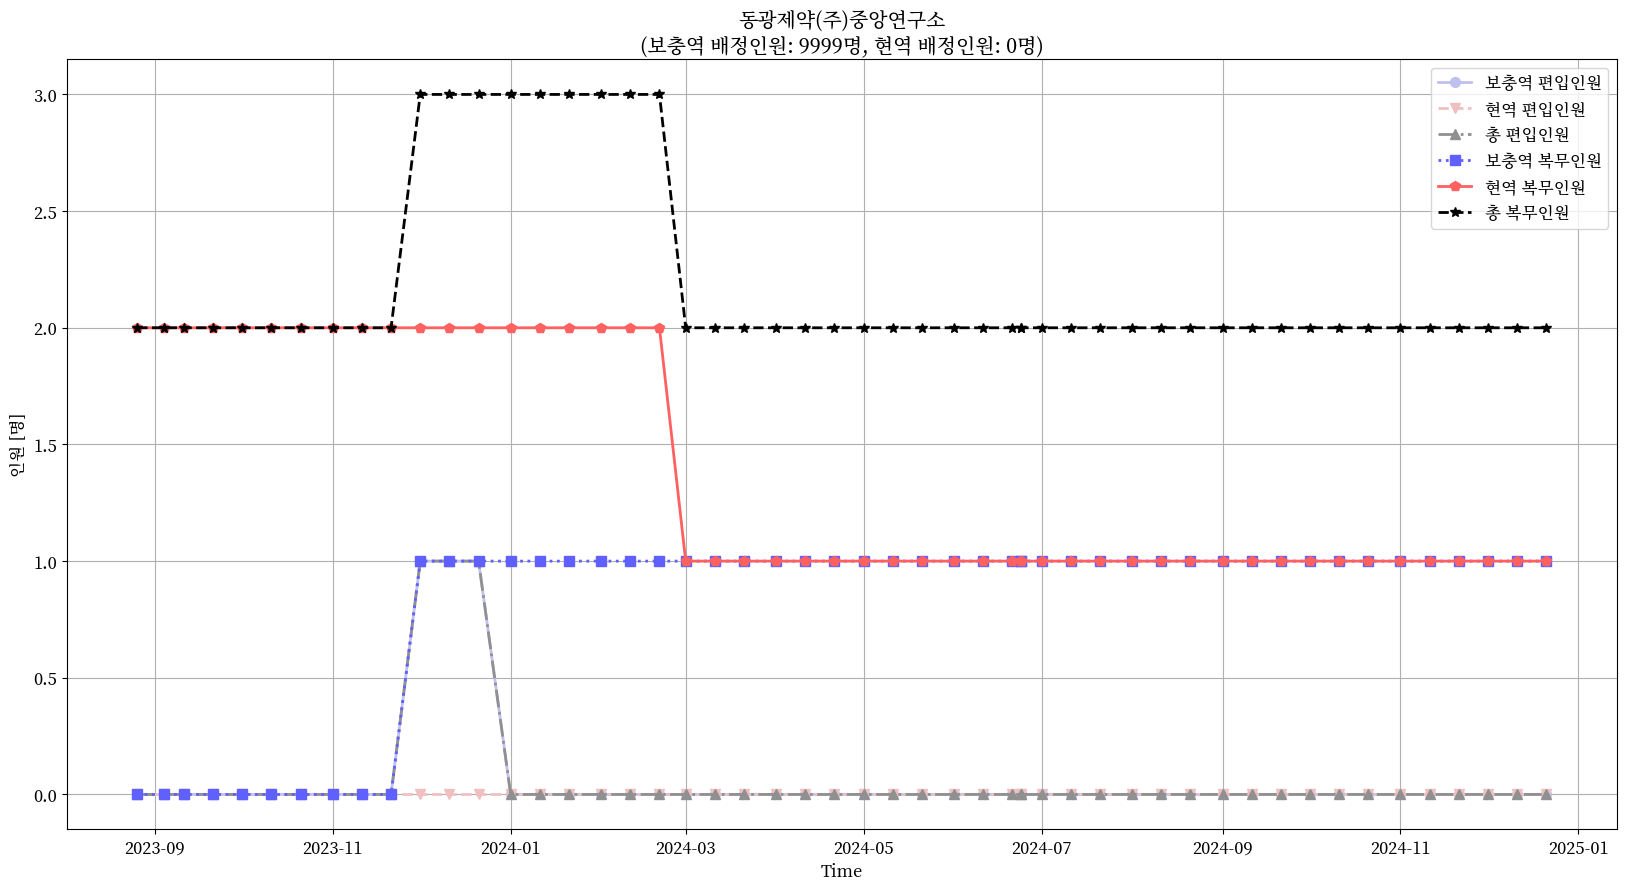 동광제약(주)중앙연구소
(보충역 배정인원: 9999명, 현역 배정인원: 0명)
보충역 편입인원
현역 편입인원
총 편입인원
보충역 복무인원
현역 복무인원
총 복무인원
인원 [명]
3.0
2.5
2.0
1.5
1.0
0.5
0.0
2023-09
2023-11
2024-01
2024-03
2024-05
2024-07
2024-09
2024-11
2025-01
Time